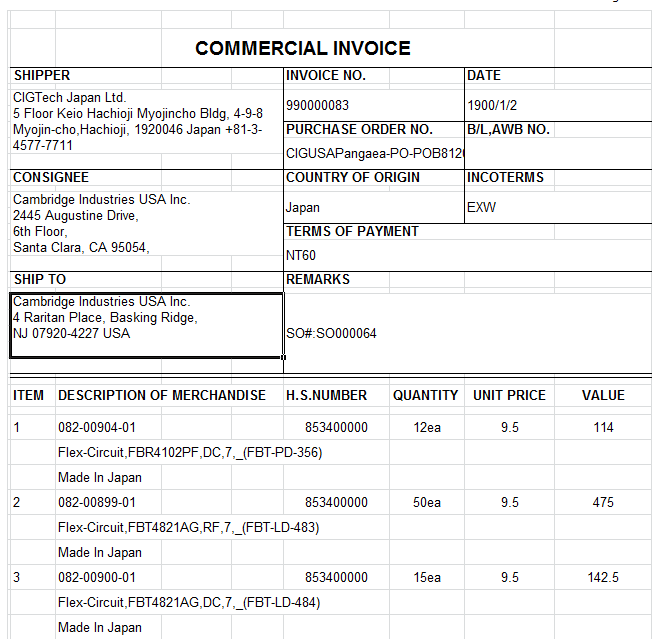 COMMERCIAL INVOICE
SHIPPER
CIGTech Japan Ltd.
5 Floor Keio Hachioji Myojincho Bldg, 4-9-8
Myojin-cho,Hachioji, 1920046 Japan +81-3-
4577-7711
INVOICE NO.
DATE
990000083
1900/1/2
PURCHASE ORDER NO.
B/L,AWB NO.
CIGUSAPangaea-PO-POB812
CONSIGNEE
Cambridge Industries USA Inc.
2445 Augustine Drive,
6th Floor,
Santa Clara, CA 95054,
COUNTRY OF ORIGIN
INCOTERMS
Japan
EXW
TERMS OF PAYMENT
NT60
SHIP TO
Cambridge Industries USA Inc.
4 Raritan Place, Basking Ridge,
NJ 07920-4227 USA
REMARKS
SO#:SO000064
ITEM DESCRIPTION OF MERCHANDISE H.S.NUMBER QUANTITY UNIT PRICE VALUE
1 082-00904-01 853400000 12ea 9.5 114
Flex-Circuit,FBR4102PF,DC,7,_(FBT-PD-356)
Made In Japan
2 082-00899-01 853400000 50ea 9.5 475
Flex-Circuit,FBT4821AG,RF,7,_(FBT-LD-483)
Made In Japan
3 082-00900-01 853400000 15ea 9.5 142.5
Flex-Circuit,FBT4821AG,DC,7,_(FBT-LD-484)
Made In Japan